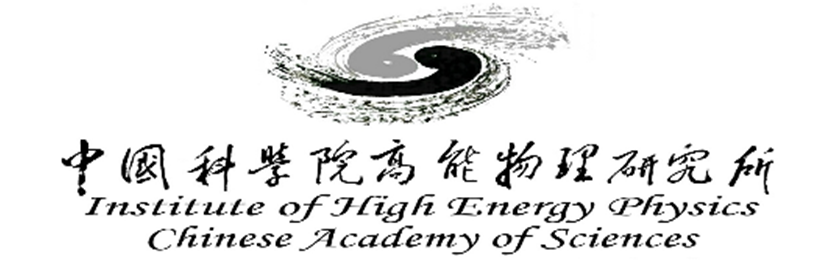 中國科學院高能物理研究所
Institute of High Energy Physics
Chinese Academy of Sciences